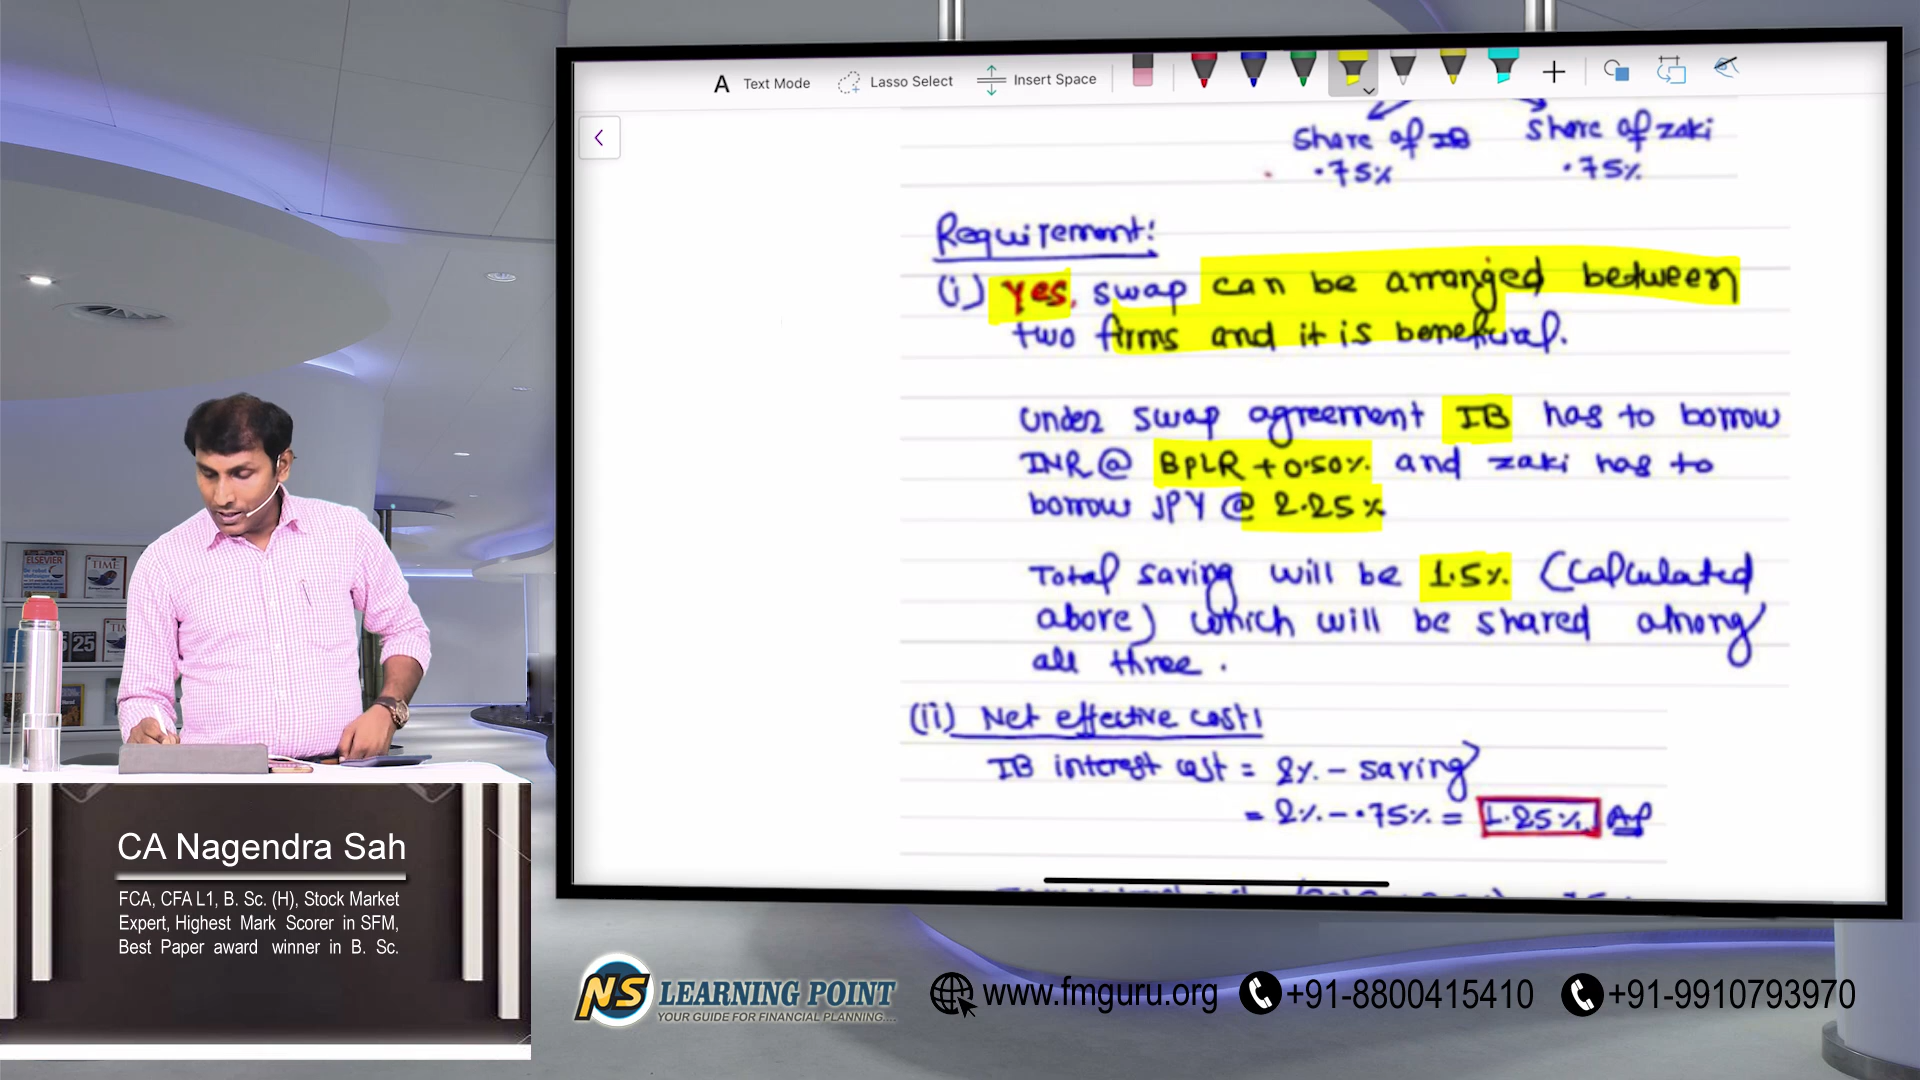 A Text Mode Lasso Select Insert Space
Share of IB Share of Zaki
.75% .75%
Requirement:
(i) Yes, swap can be arranged between
two firms and it is beneficial.
Under swap agreement IB has to borrow
INR @ BPLR + 0.50% and Zaki has to
borrow JPY @ 2.25%
Total saving will be 1.5% (Calculated
above) which will be shared among
all three.
(ii) Net effective cost:
IB interest cost = 2% - saving
= 2% - .75% = 1.25%
ELSEVIER
TIME
25
CA Nagendra Sah
FCA, CFA L1, B. Sc. (H), Stock Market
Expert, Highest Mark Scorer in SFM,
Best Paper award winner in B. Sc.
NS LEARNING POINT
YOUR GUIDE FOR FINANCIAL PLANNING....
www.fmguru.org +91-8800415410 +91-9910793970